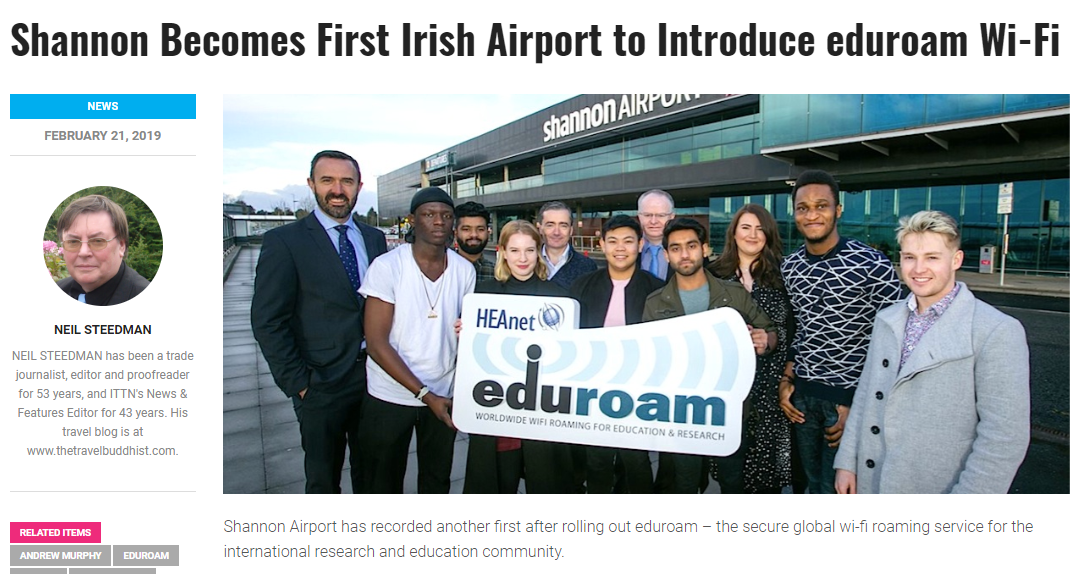 Shannon Becomes First Irish Airport to Introduce eduroam Wi-Fi
NEWS
FEBRUARY 21, 2019
NEIL STEEDMAN
NEIL STEEDMAN has been a trade
journalist, editor and proofreader
for 53 years, and ITTN's News &
Features Editor for 43 years. His
travel blog is at
www.thetravelbuddhist.com.
RELATED ITEMS
ANDREW MURPHY
EDUROAM
shannon AIRPORT
DEPARTURES
HEAnet
eduroam
WORLDWIDE WIFI ROAMING FOR EDUCATION & RESEARCH
Shannon Airport has recorded another first after rolling out eduroam – the secure global wi-fi roaming service for the
international research and education community.